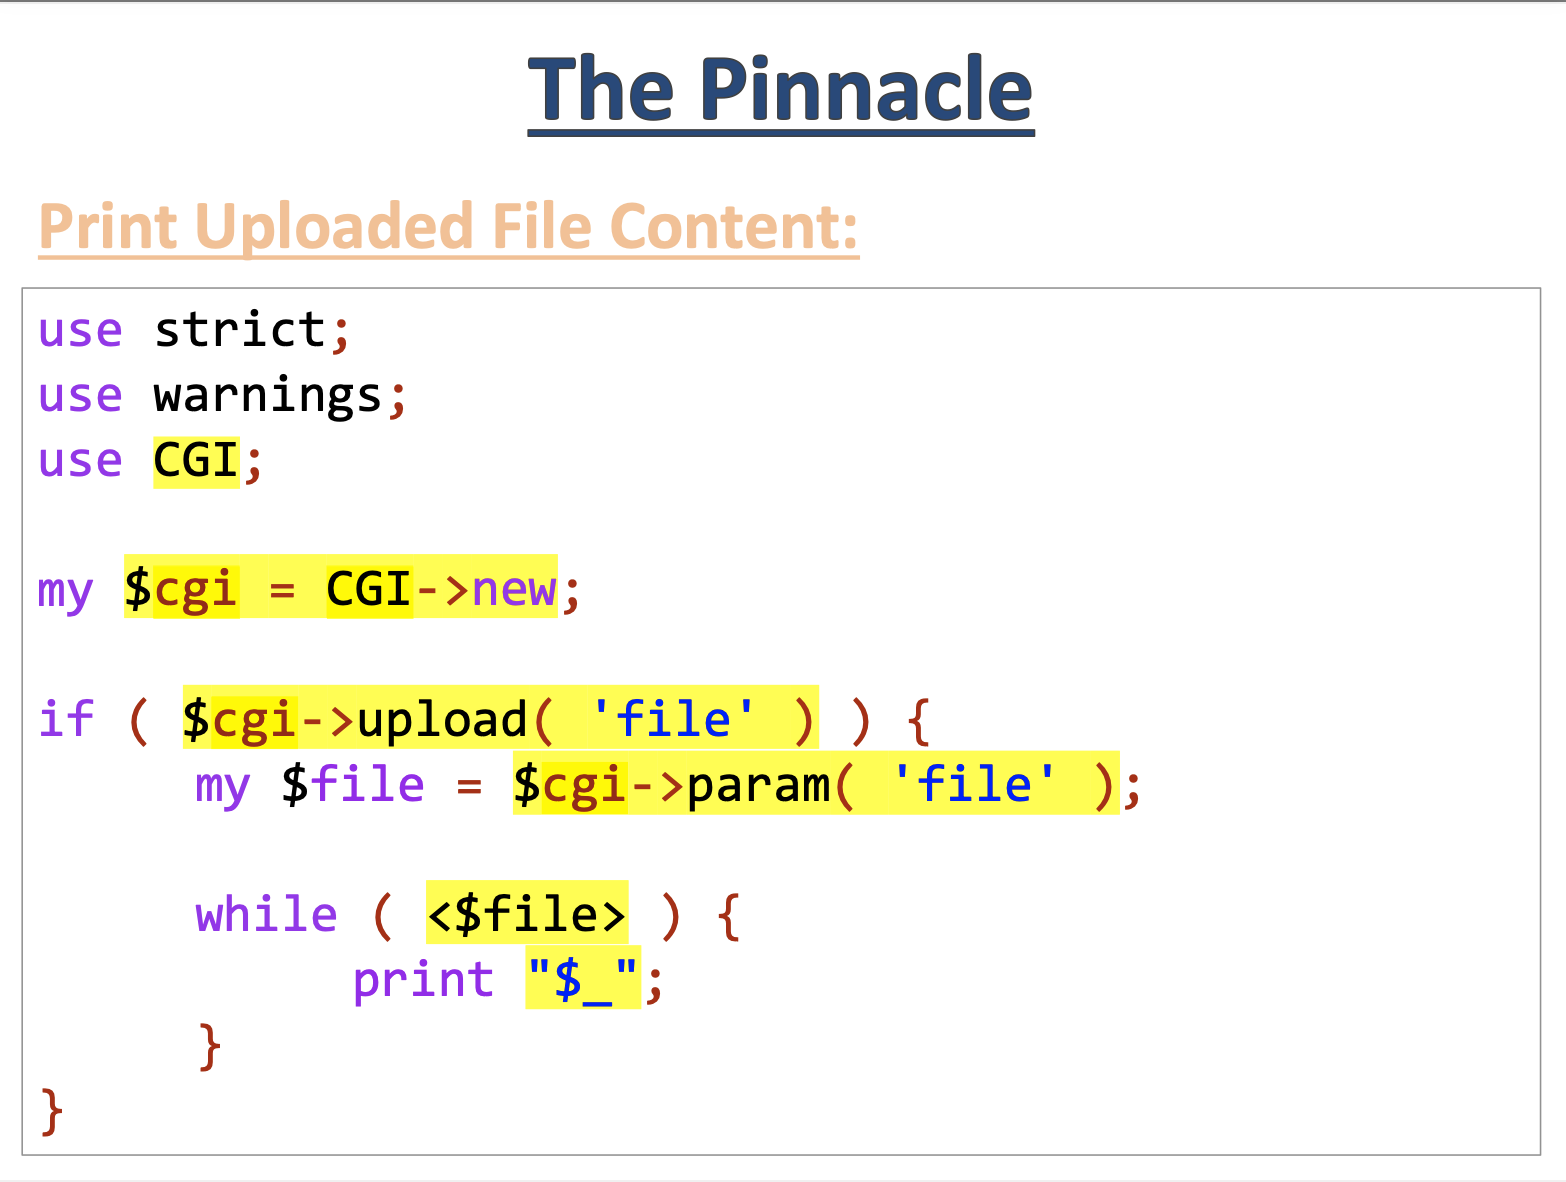 The Pinnacle
Print Uploaded File Content:
use strict;
use warnings;
use CGI;
my $cgi = CGI->new;
if ( $cgi->upload( 'file' ) ) {
my $file = $cgi->param( 'file' );
while ( <$file> ) {
print "$_";
}
}